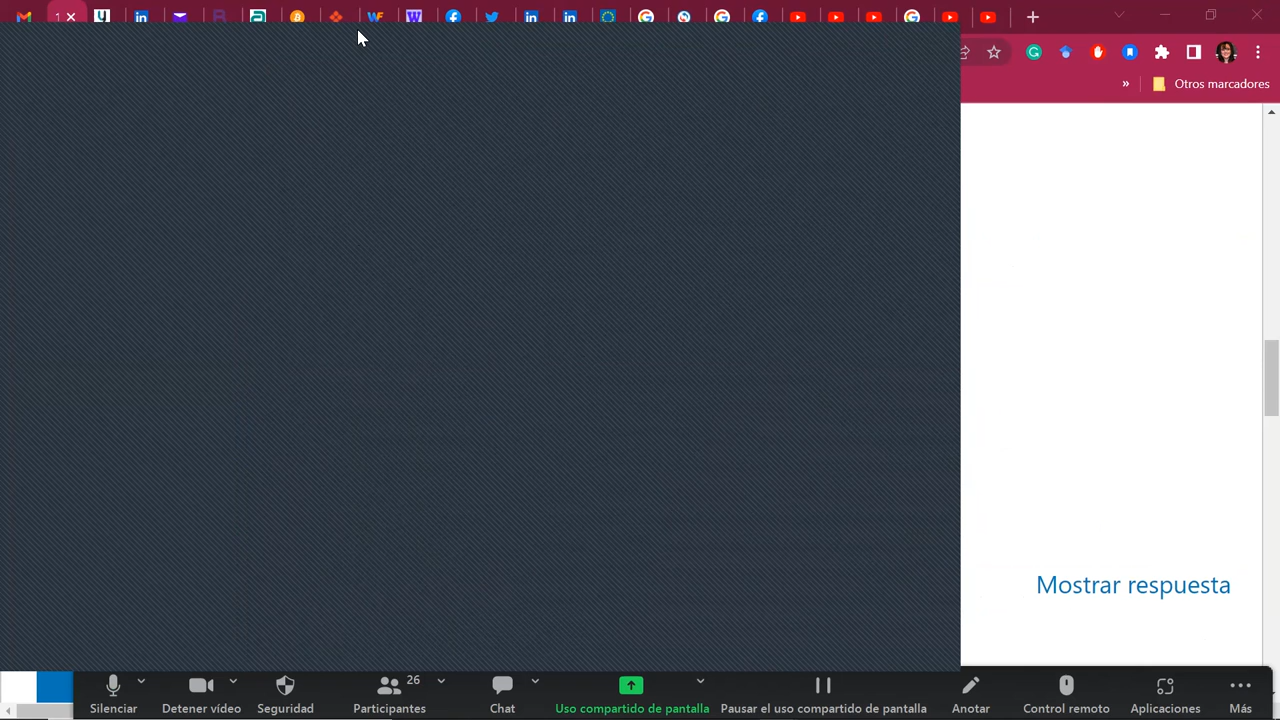 1
Otros marcadores
Mostrar respuesta
26
Silenciar
Detener vídeo
Seguridad
Participantes
Chat
Uso compartido de pantalla
Pausar el uso compartido de pantalla
Anotar
Control remoto
Aplicaciones
Más